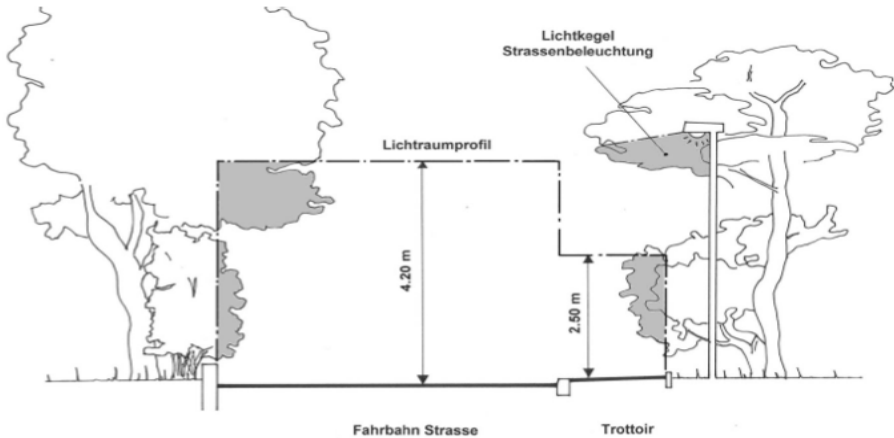 Lichtkegel
Strassenbeleuchtung
Lichtraumprofil
4.20 m
2.50 m
Fahrbahn Strasse
Trottoir